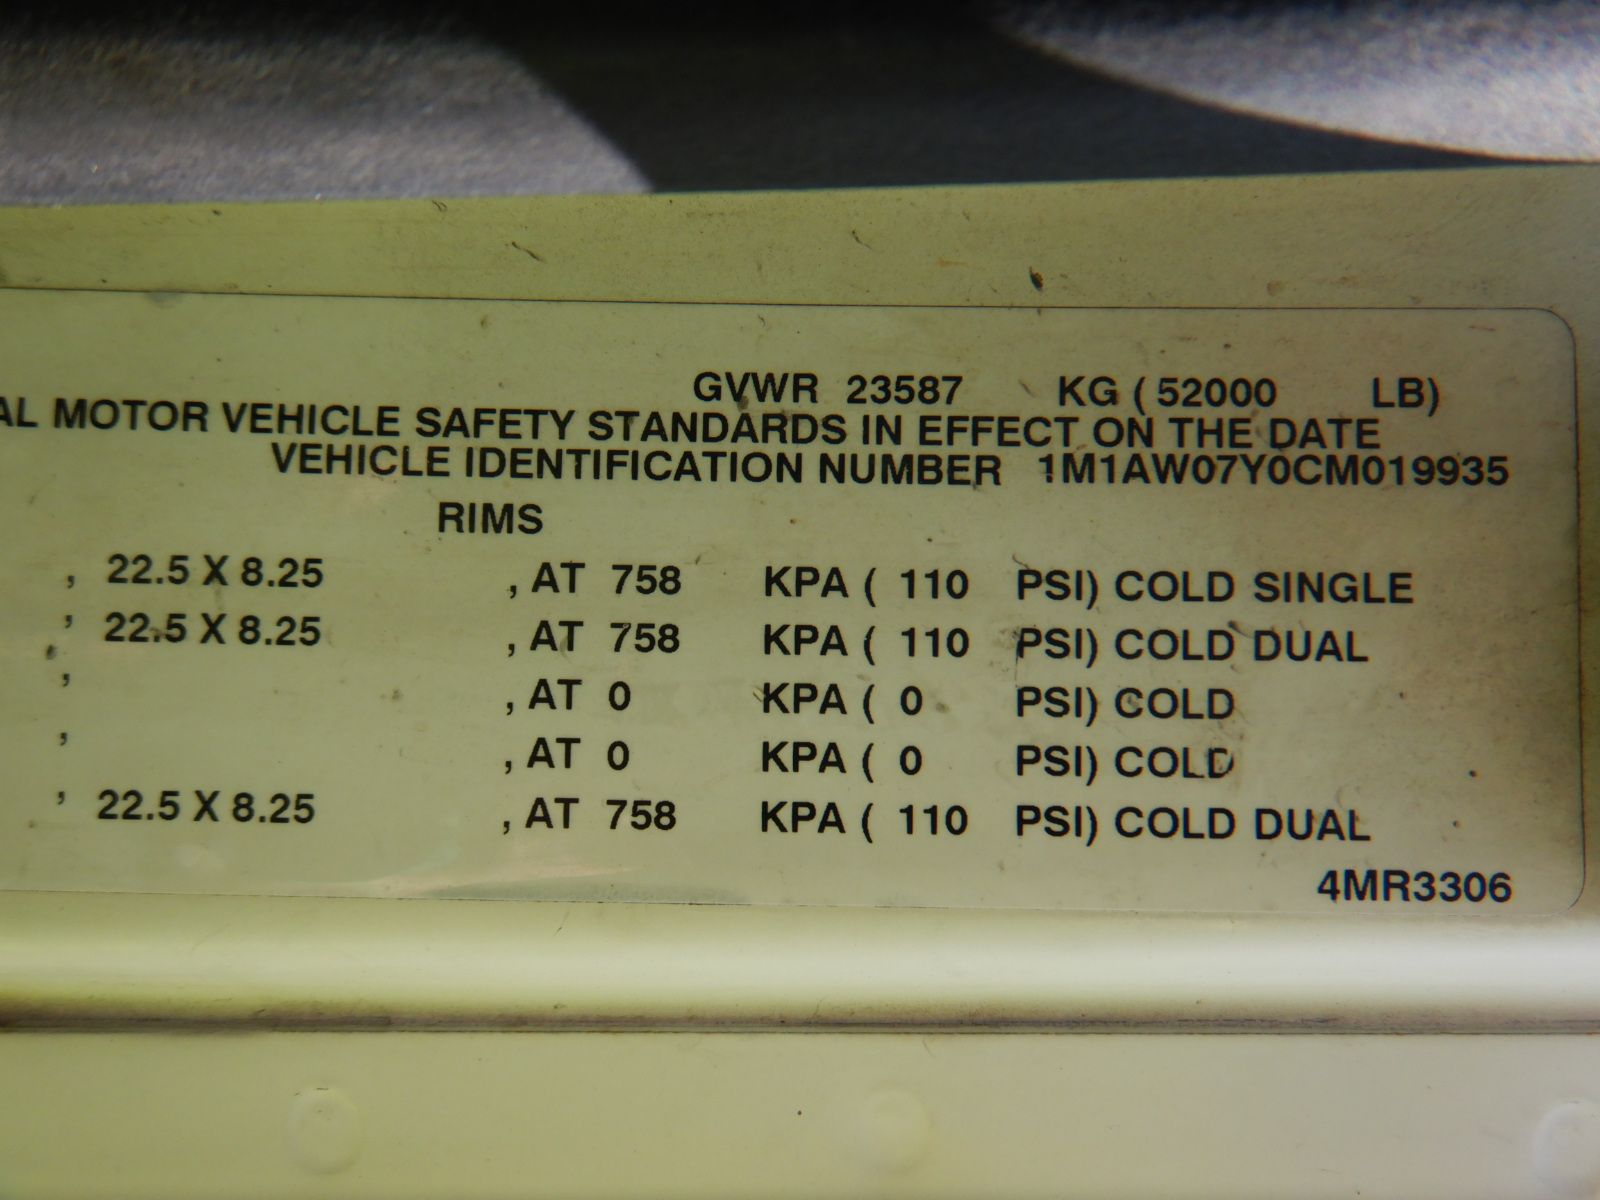 GVWR 23587 KG ( 52000 LB)
AL MOTOR VEHICLE SAFETY STANDARDS IN EFFECT ON THE DATE
VEHICLE IDENTIFICATION NUMBER 1M1AW07Y0CM019935
RIMS
, 22.5 X 8.25 , AT 758 KPA ( 110 PSI) COLD SINGLE
, 22.5 X 8.25 , AT 758 KPA ( 110 PSI) COLD DUAL
, , AT 0 KPA ( 0 PSI) COLD
, , AT 0 KPA ( 0 PSI) COLD
, 22.5 X 8.25 , AT 758 KPA ( 110 PSI) COLD DUAL
4MR3306